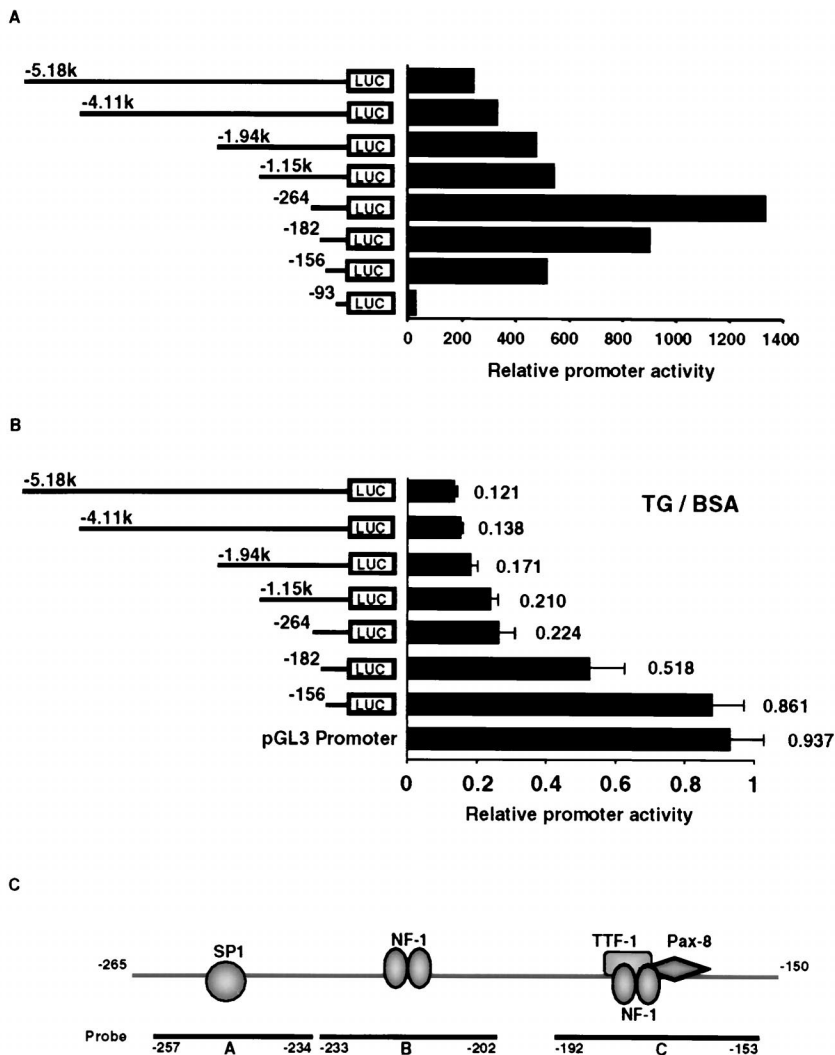 A
-5.18k LUC
-4.11k LUC
-1.94k LUC
-1.15k LUC
-264 LUC
-182 LUC
-156 LUC
-93 LUC
0 200 400 600 800 1000 1200 1400
Relative promoter activity
B
-5.18k LUC 0.121
TG / BSA
-4.11k LUC 0.138
-1.94k LUC 0.171
-1.15k LUC 0.210
-264 LUC 0.224
-182 LUC 0.518
-156 LUC 0.861
pGL3 Promoter 0.937
0 0.2 0.4 0.6 0.8 1
Relative promoter activity
C
SP1 NF-1 TTF-1 Pax-8
-265 -150
NF-1
Probe
-257 A -234 -233 B -202 -192 C -153